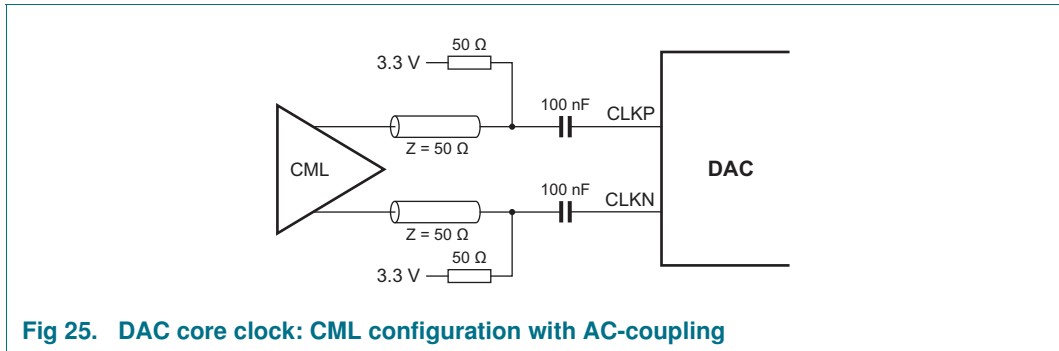 50 Ω
3.3 V
100 nF
CLKP
Z = 50 Ω
CML
DAC
100 nF
CLKN
Z = 50 Ω
50 Ω
3.3 V
Fig 25. DAC core clock: CML configuration with AC-coupling